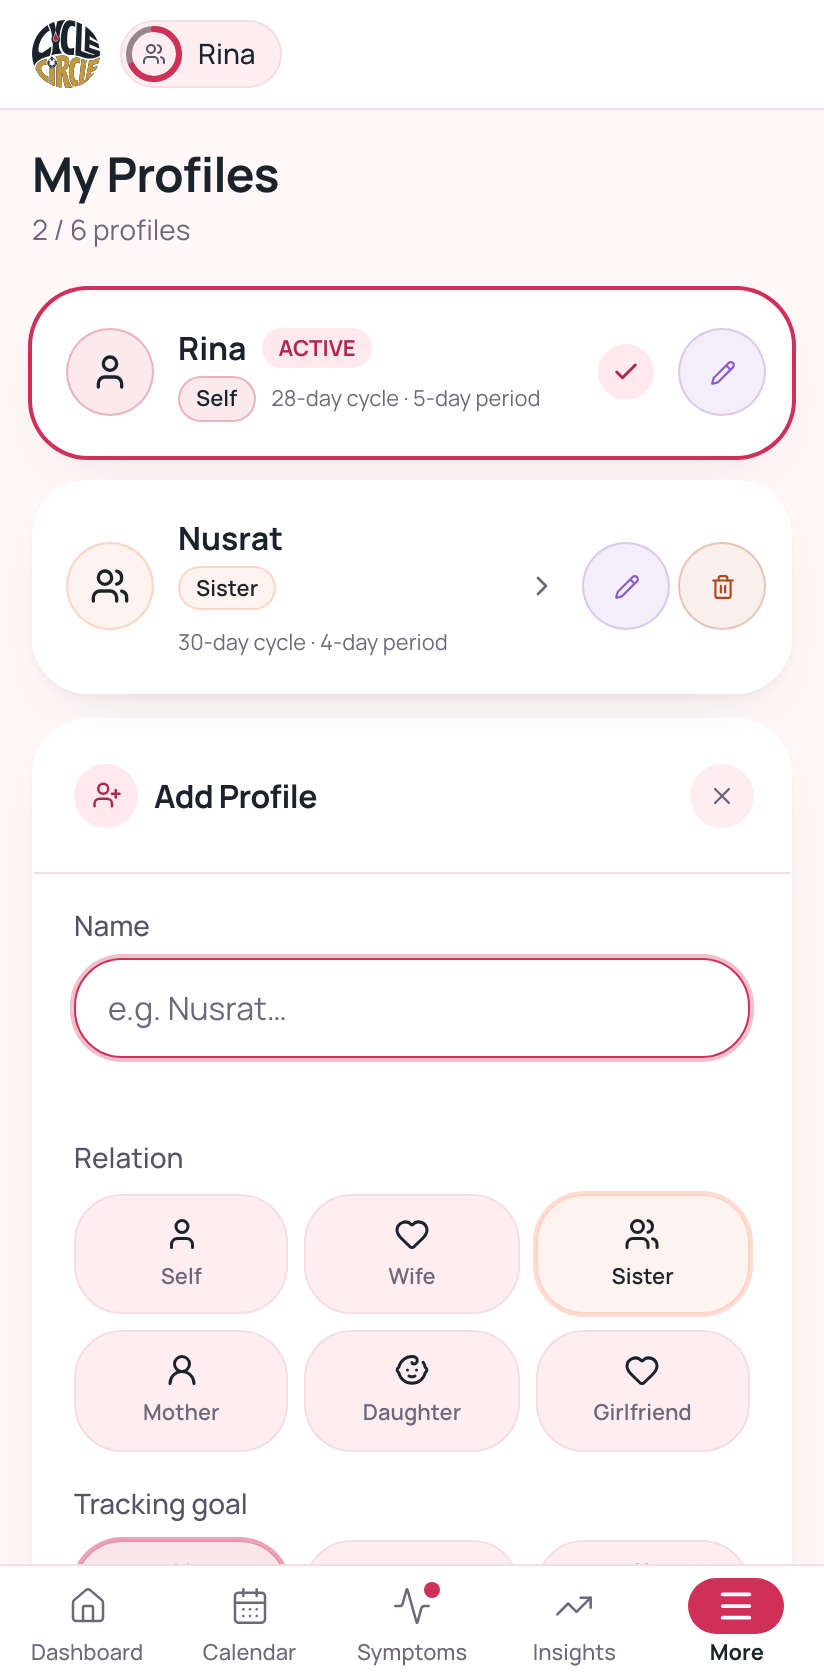 CYCLE
CIRCLE
Rina
My Profiles
2 / 6 profiles
Rina
ACTIVE
Self
28-day cycle · 5-day period
Nusrat
Sister
30-day cycle · 4-day period
Add Profile
Name
e.g. Nusrat...
Relation
Self
Wife
Sister
Mother
Daughter
Girlfriend
Tracking goal
Dashboard
Calendar
Symptoms
Insights
More